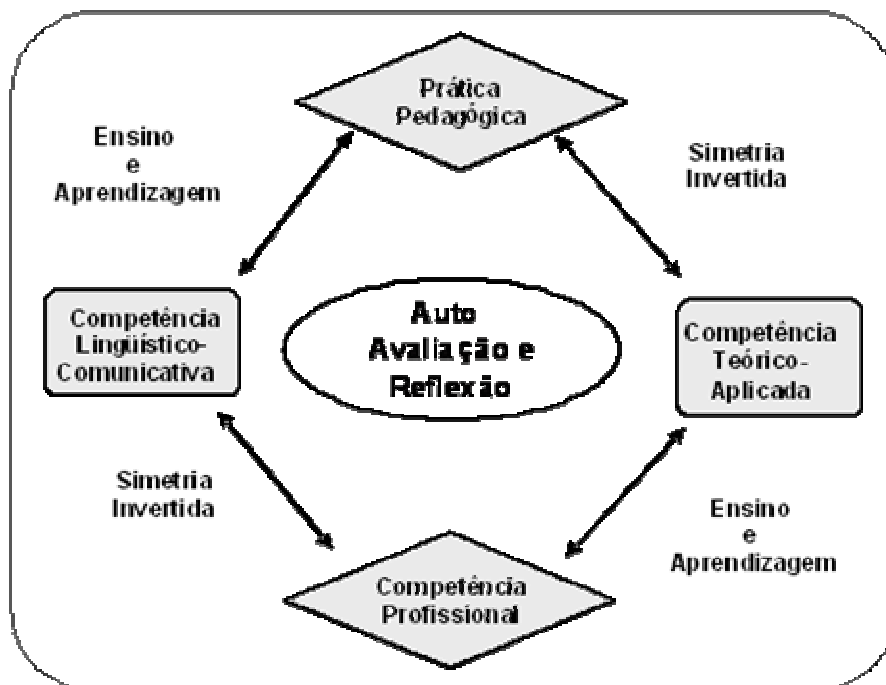 Prática
Pedagógica
Ensino
e
Aprendizagem
Simetria
Invertida
Competência
Lingüístico-
Comunicativa
Auto
Avaliação e
Reflexão
Competência
Teórico-
Aplicada
Simetria
Invertida
Ensino
e
Aprendizagem
Competência
Profissional